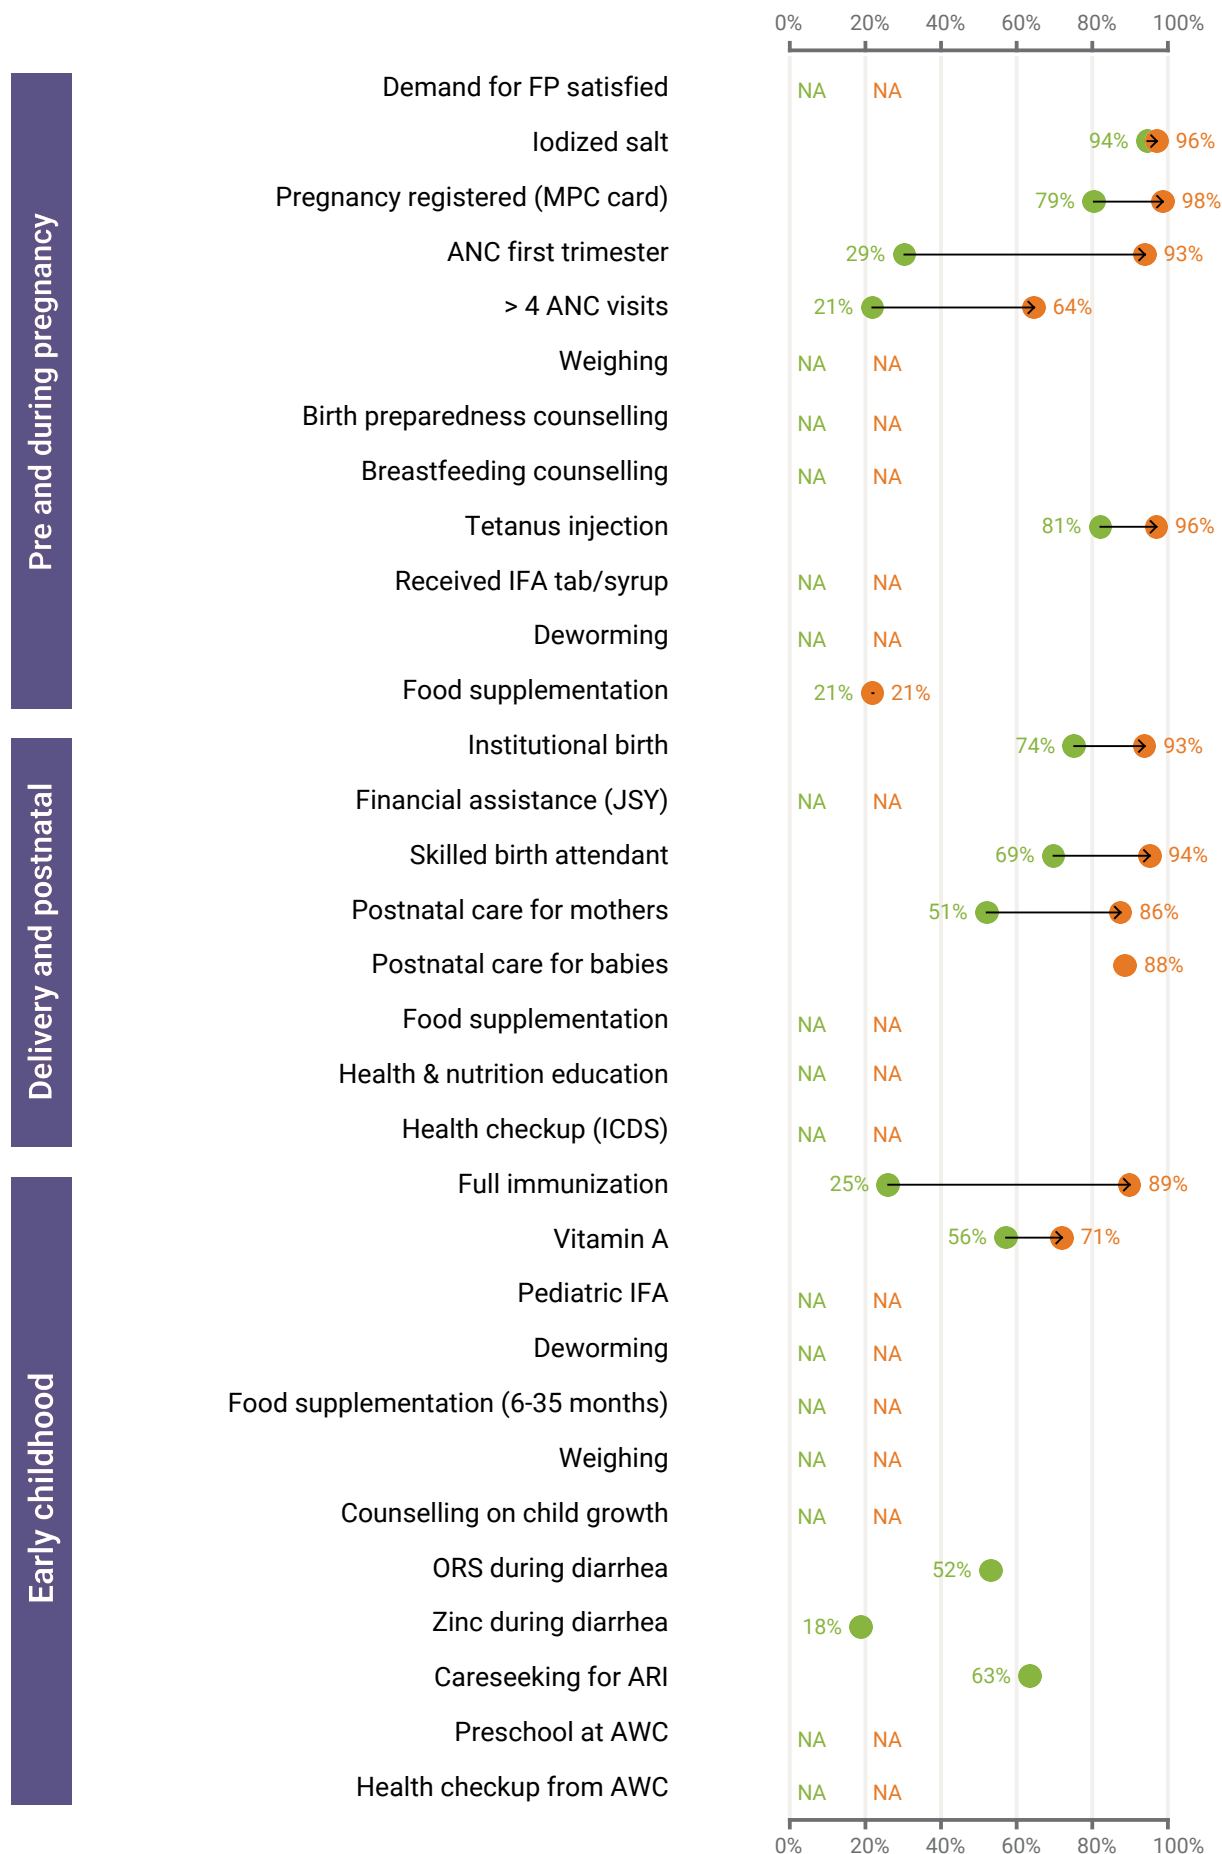 0% 20% 40% 60% 80% 100%
Pre and during pregnancy
Demand for FP satisfied NA NA
Iodized salt 94% 96%
Pregnancy registered (MPC card) 79% 98%
ANC first trimester 29% 93%
> 4 ANC visits 21% 64%
Weighing NA NA
Birth preparedness counselling NA NA
Breastfeeding counselling NA NA
Tetanus injection 81% 96%
Received IFA tab/syrup NA NA
Deworming NA NA
Food supplementation 21% 21%
Delivery and postnatal
Institutional birth 74% 93%
Financial assistance (JSY) NA NA
Skilled birth attendant 69% 94%
Postnatal care for mothers 51% 86%
Postnatal care for babies 88%
Food supplementation NA NA
Health & nutrition education NA NA
Health checkup (ICDS) NA NA
Early childhood
Full immunization 25% 89%
Vitamin A 56% 71%
Pediatric IFA NA NA
Deworming NA NA
Food supplementation (6-35 months) NA NA
Weighing NA NA
Counselling on child growth NA NA
ORS during diarrhea 52%
Zinc during diarrhea 18%
Careseeking for ARI 63%
Preschool at AWC NA NA
Health checkup from AWC NA NA
0% 20% 40% 60% 80% 100%